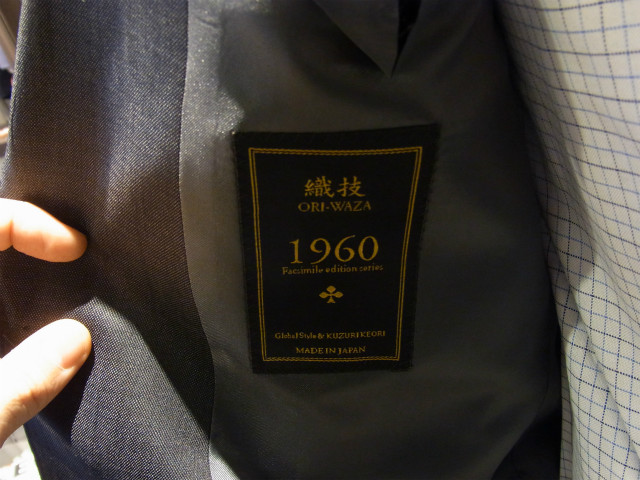 織技
ORI-WAZA
1960
Facsimile edition series
Global Style & KUZURI KEORI
MADE IN JAPAN